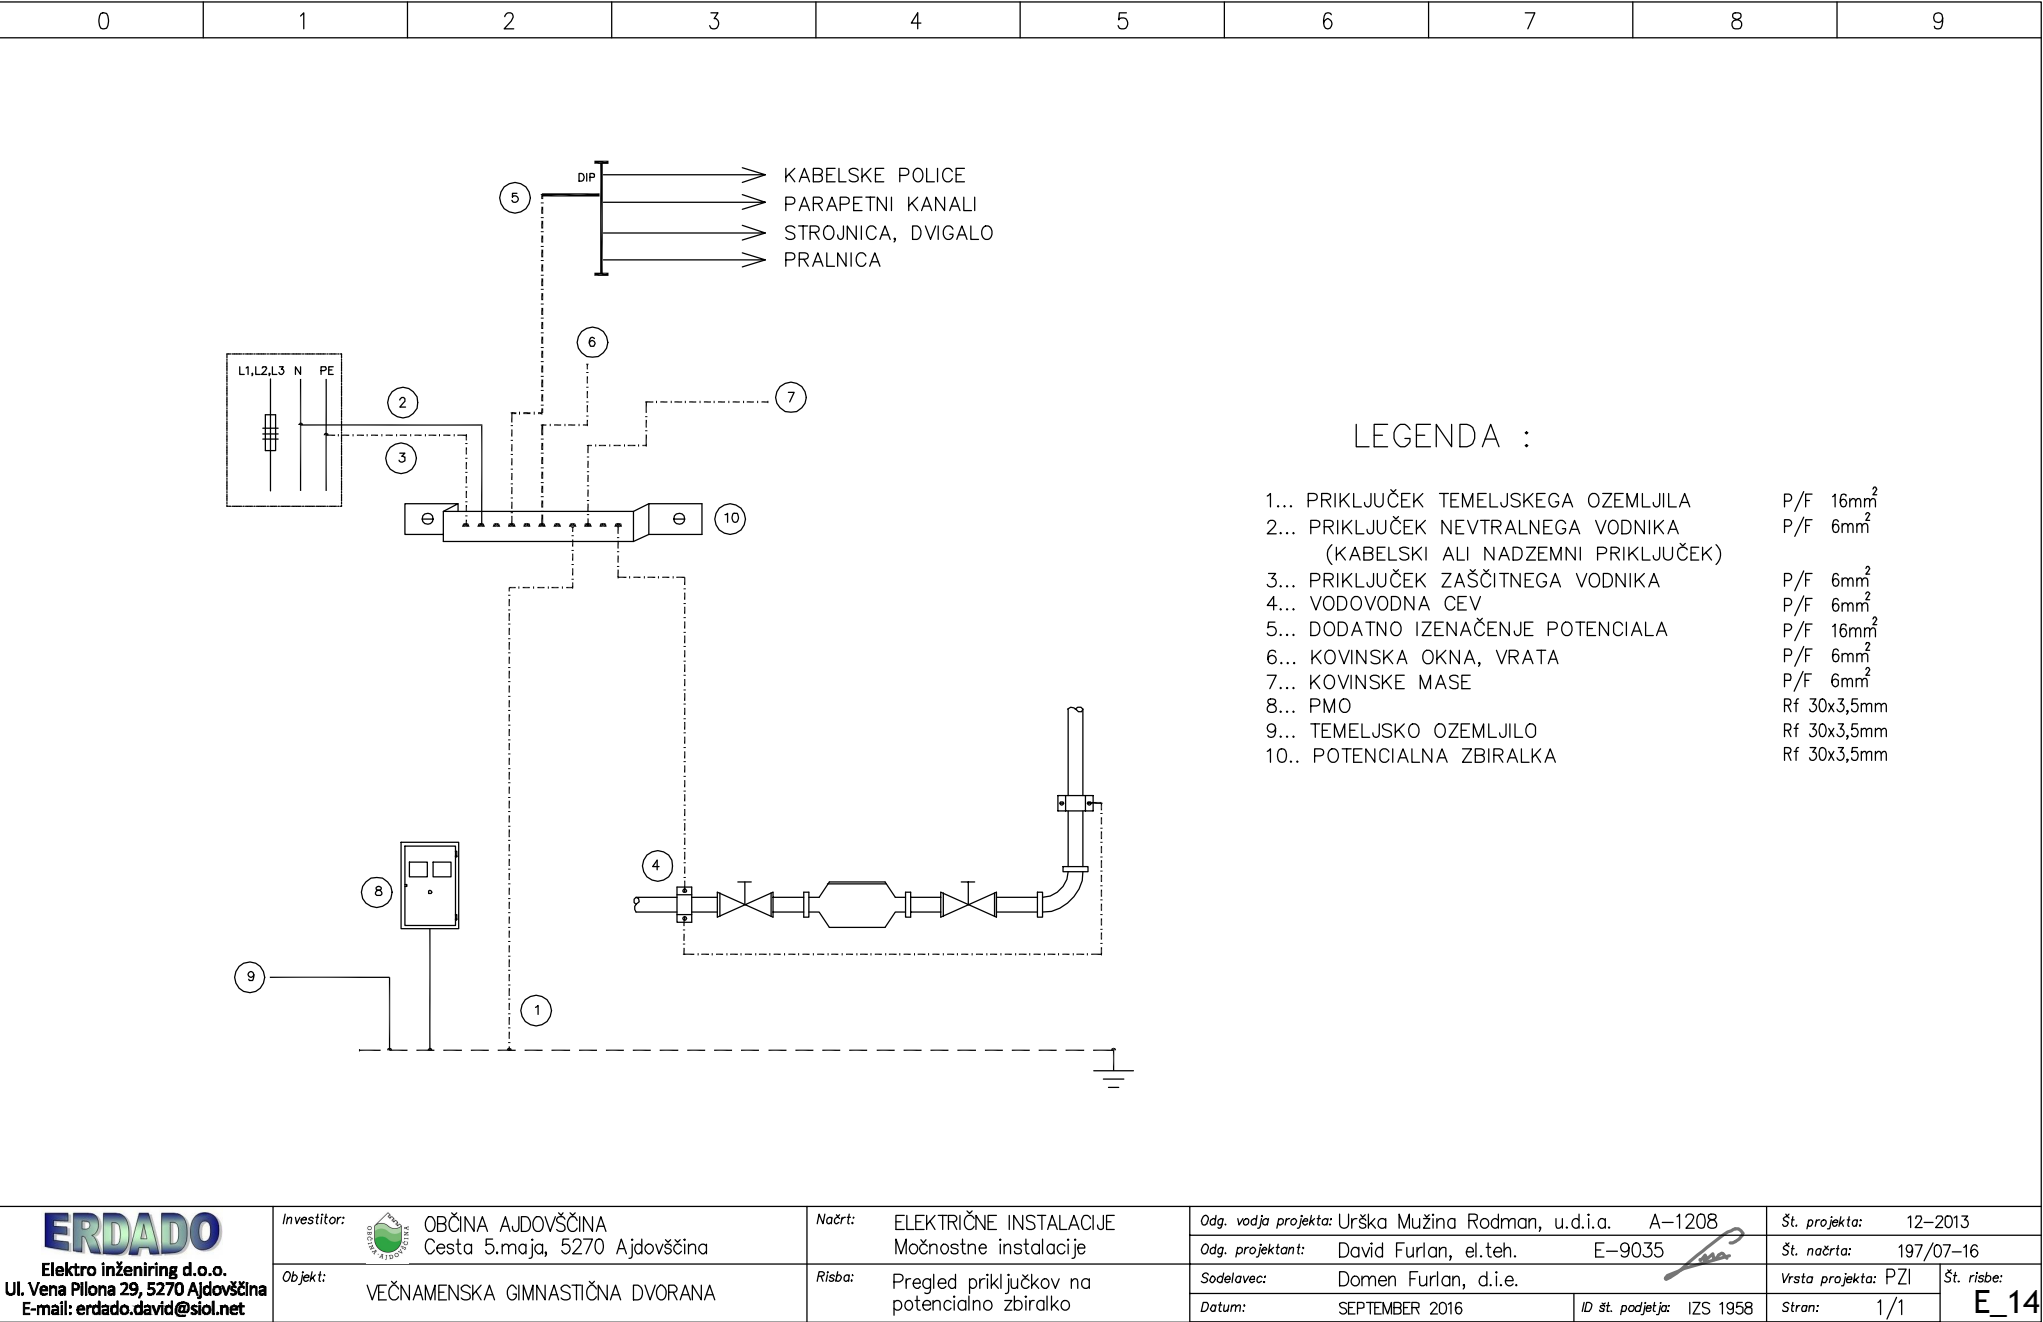 0 1 2 3 4 5 6 7 8 9
DIP
KABELSKE POLICE
PARAPETNI KANALI
STROJNICA, DVIGALO
PRALNICA
5
6
L1,L2,L3 N PE
2
7
3
10
LEGENDA :
1... PRIKLJUČEK TEMELJSKEGA OZEMLJILA P/F 16mm²
2... PRIKLJUČEK NEVTRALNEGA VODNIKA P/F 6mm²
(KABELSKI ALI NADZEMNI PRIKLJUČEK)
3... PRIKLJUČEK ZAŠČITNEGA VODNIKA P/F 6mm²
4... VODOVODNA CEV P/F 6mm²
5... DODATNO IZENAČENJE POTENCIALA P/F 16mm²
6... KOVINSKA OKNA, VRATA P/F 6mm²
7... KOVINSKE MASE P/F 6mm²
8... PMO Rf 30x3,5mm
9... TEMELJSKO OZEMLJILO Rf 30x3,5mm
10.. POTENCIALNA ZBIRALKA Rf 30x3,5mm
4
8
9
1
ERDADO
Elektro inženiring d.o.o.
Ul. Vena Pilona 29, 5270 Ajdovščina
E-mail: erdado.david@siol.net
Investitor:
OBČINA AJDOVŠČINA
OBČINA AJDOVŠČINA
Cesta 5.maja, 5270 Ajdovščina
Objekt:
VEČNAMENSKA GIMNASTIČNA DVORANA
Načrt:
ELEKTRIČNE INSTALACIJE
Močnostne instalacije
Risba:
Pregled priključkov na
potencialno zbiralko
Odg. vodja projekta: Urška Mužina Rodman, u.d.i.a. A-1208
Odg. projektant: David Furlan, el.teh. E-9035
Sodelavec: Domen Furlan, d.i.e.
Datum: SEPTEMBER 2016 ID št. podjetja: IZS 1958
Št. projekta: 12-2013
Št. načrta: 197/07-16
Vrsta projekta: PZI
Stran: 1/1
Št. risbe:
E_14